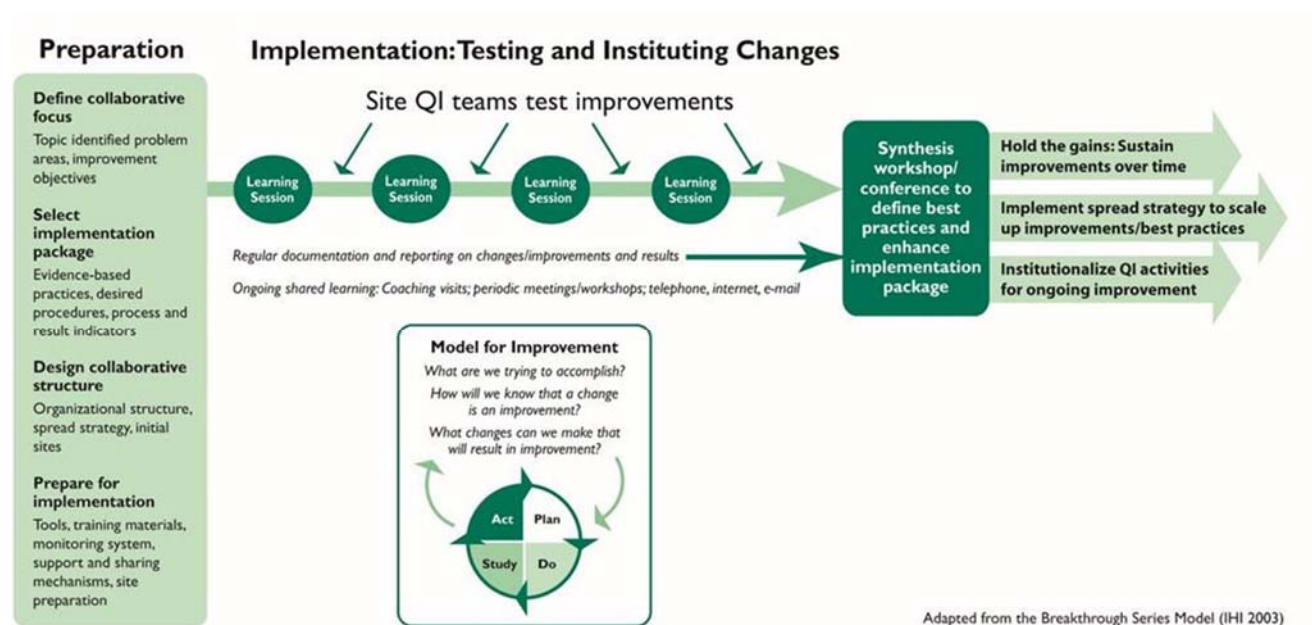 Preparation
Define collaborative
focus
Topic identified problem
areas, improvement
objectives
Select
implementation
package
Evidence-based
practices, desired
procedures, process and
result indicators
Design collaborative
structure
Organizational structure,
spread strategy, initial
sites
Prepare for
implementation
Tools, training materials,
monitoring system,
support and sharing
mechanisms, site
preparation
Implementation: Testing and Instituting Changes
Site QI teams test improvements
Learning
Session
Learning
Session
Learning
Session
Learning
Session
Regular documentation and reporting on changes/improvements and results
Ongoing shared learning: Coaching visits; periodic meetings/workshops; telephone, internet, e-mail
Synthesis
workshop/
conference to
define best
practices and
enhance
implementation
package
Hold the gains: Sustain
improvements over time
Implement spread strategy to scale
up improvements/best practices
Institutionalize QI activities
for ongoing improvement
Model for Improvement
What are we trying to accomplish?
How will we know that a change
is an improvement?
What changes can we make that
will result in improvement?
Act
Plan
Study
Do
Adapted from the Breakthrough Series Model (IHI 2003)